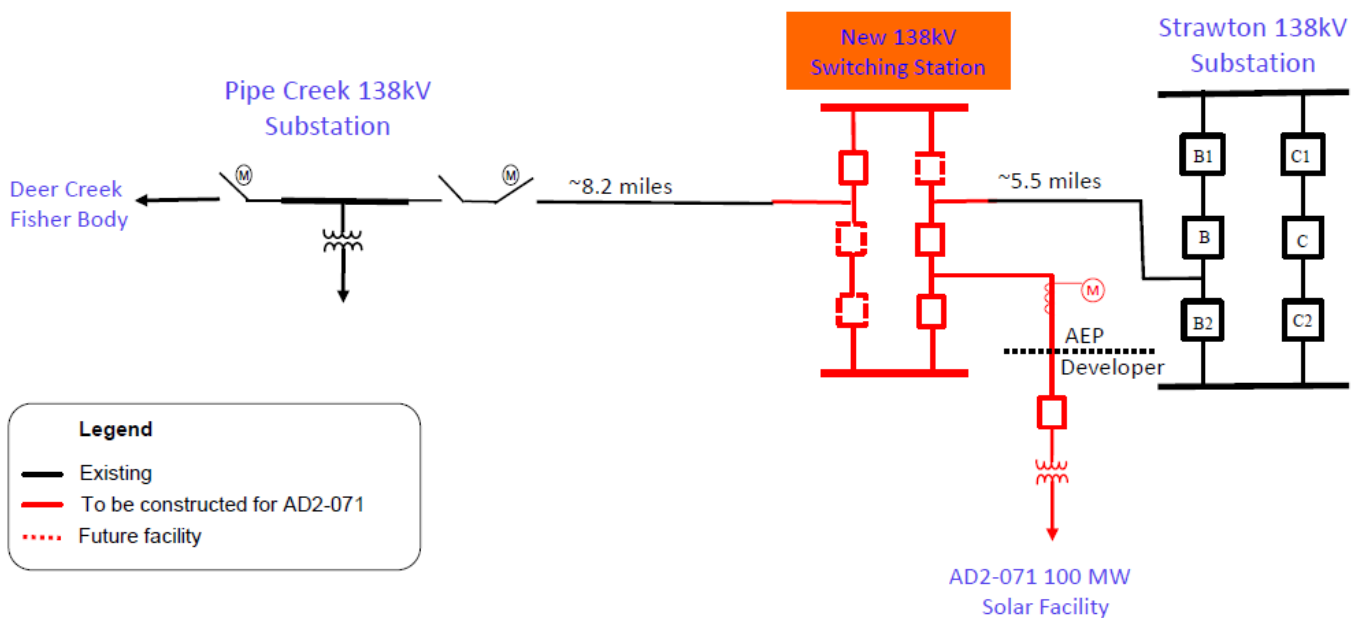 New 138kV
Switching Station
Strawton 138kV
Substation
Pipe Creek 138kV
Substation
Deer Creek
Fisher Body
M
M
~8.2 miles
~5.5 miles
B1
C1
B
C
B2
C2
M
AEP
Developer
Legend
Existing
To be constructed for AD2-071
Future facility
AD2-071 100 MW
Solar Facility